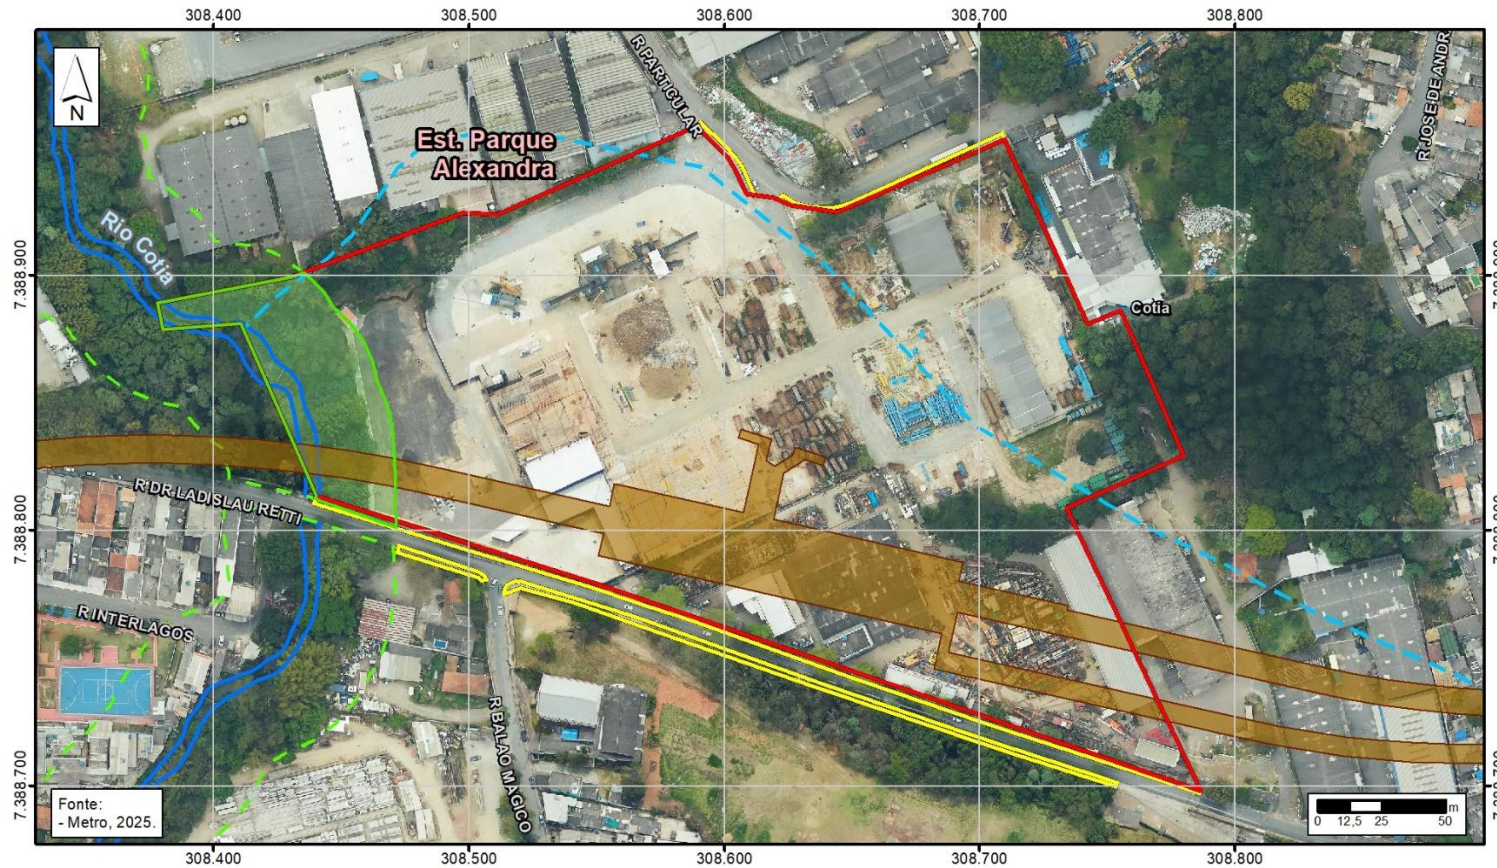 308.400 308.500 308.600 308.700 308.800
R PARTICULAR
R JOSE DE ANDR
N
Est. Parque
Alexandra
Rio Cotia
7.388.900
Cotia
R DR LADISLAU RETTI
7.388.800
R INTERLAGOS
R BALAO MAGICO
7.388.700
Fonte:
- Metro, 2025.
m
0 12,5 25 50
308.400 308.500 308.600 308.700 308.800